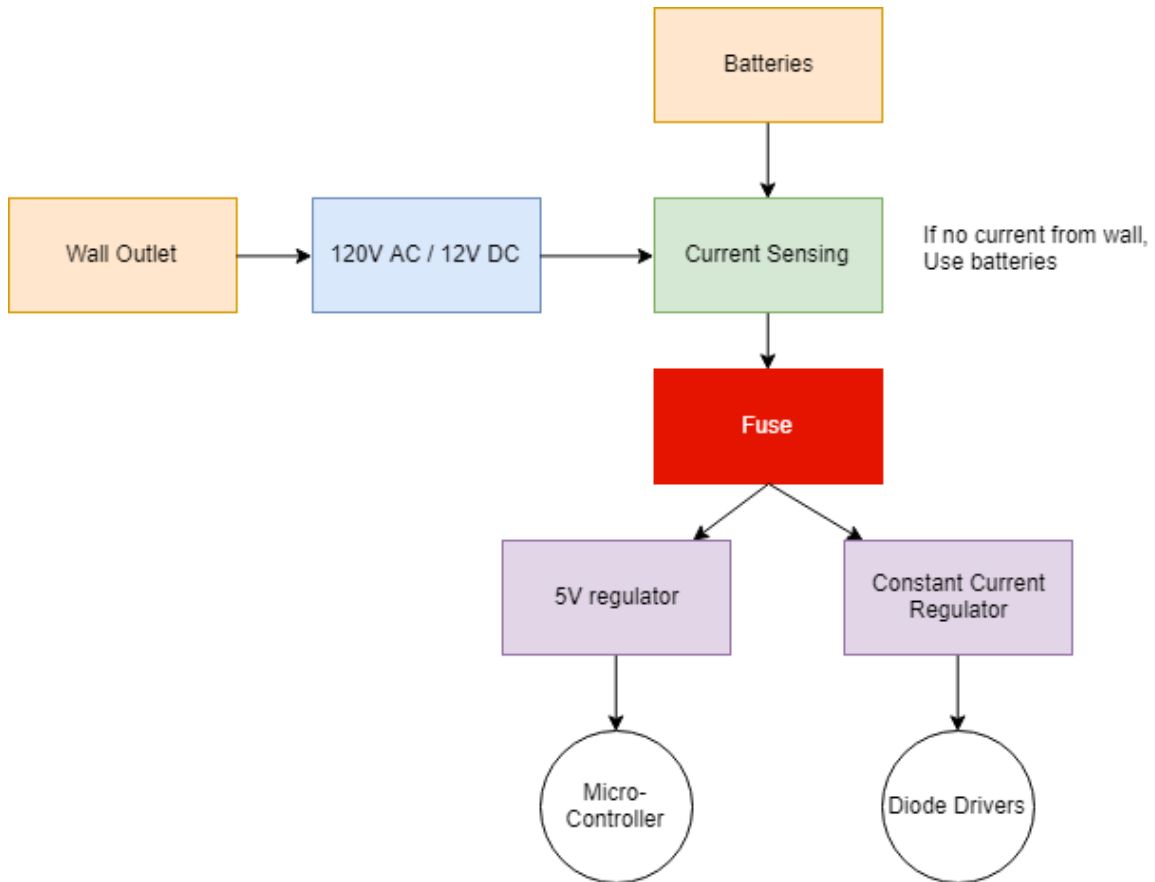 Batteries
Wall Outlet
120V AC / 12V DC
Current Sensing
If no current from wall,
Use batteries
Fuse
5V regulator
Constant Current
Regulator
Micro-
Controller
Diode Drivers